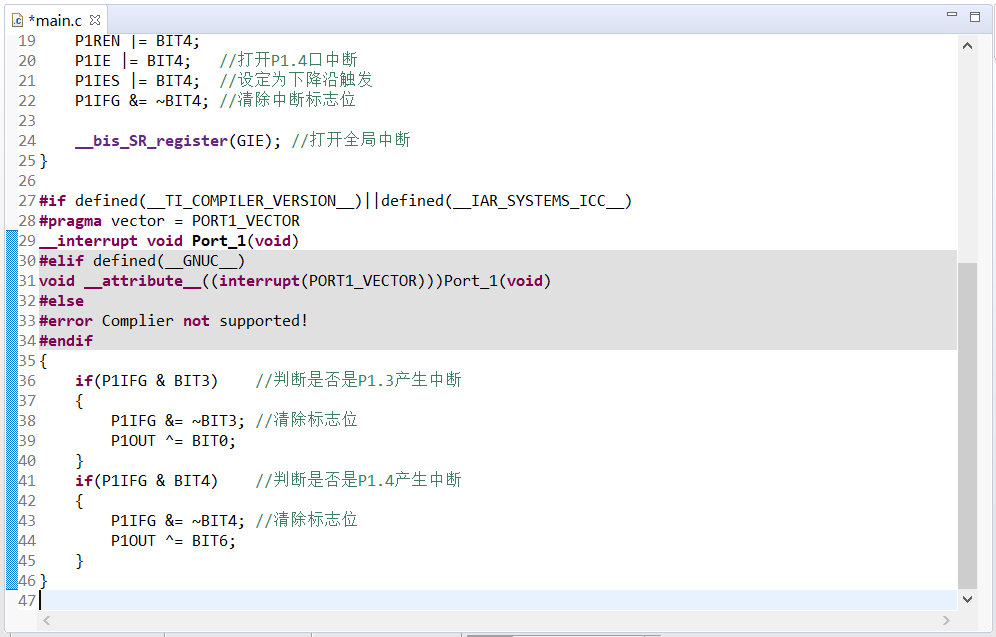 *main.c
19 P1REN |= BIT4;
20 P1IE |= BIT4; //打开P1.4口中断
21 P1IES |= BIT4; //设定为下降沿触发
22 P1IFG &= ~BIT4; //清除中断标志位
23
24 __bis_SR_register(GIE); //打开全局中断
25 }
26
27 #if defined(__TI_COMPILER_VERSION__)||defined(__IAR_SYSTEMS_ICC__)
28 #pragma vector = PORT1_VECTOR
29 __interrupt void Port_1(void)
30 #elif defined(__GNUC__)
31 void __attribute__((interrupt(PORT1_VECTOR)))Port_1(void)
32 #else
33 #error Complier not supported!
34 #endif
35 {
36 if(P1IFG & BIT3) //判断是否是P1.3产生中断
37 {
38 P1IFG &= ~BIT3; //清除标志位
39 P1OUT ^= BIT0;
40 }
41 if(P1IFG & BIT4) //判断是否是P1.4产生中断
42 {
43 P1IFG &= ~BIT4; //清除标志位
44 P1OUT ^= BIT6;
45 }
46 }
47